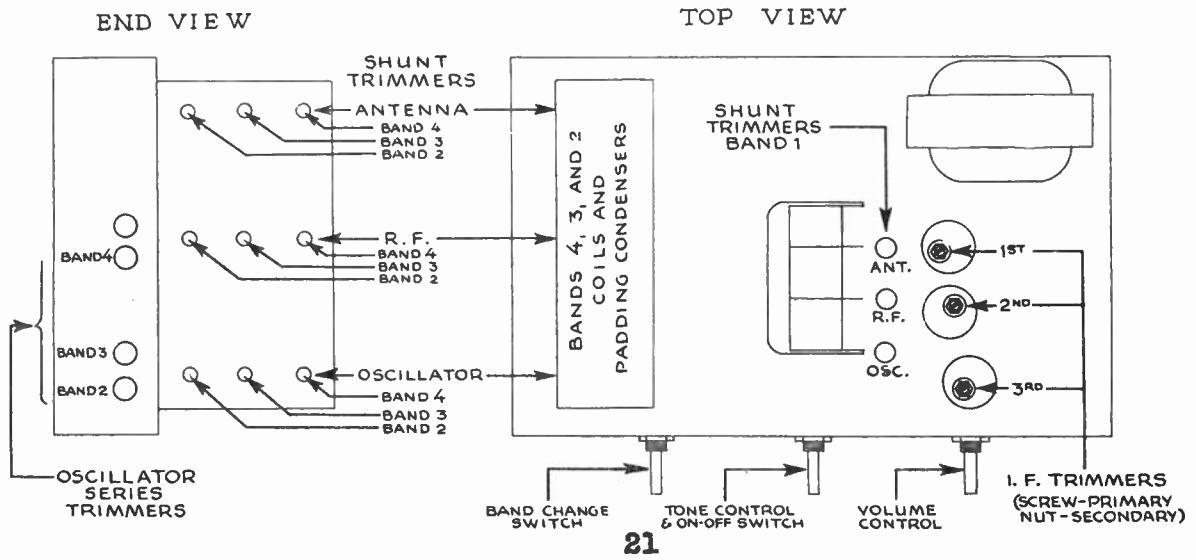 END VIEW
TOP VIEW
SHUNT
TRIMMERS
ANTENNA
BAND 4
BAND 3
BAND 2
R.F.
BAND 4
BAND 3
BAND 2
OSCILLATOR
BAND 4
BAND 3
BAND 2
BAND4
BAND3
BAND2
OSCILLATOR
SERIES
TRIMMERS
BANDS 4, 3, AND 2
COILS AND
PADDING CONDENSERS
SHUNT
TRIMMERS
BAND 1
ANT.
R.F.
OSC.
1ST
2ND
3RD
BAND CHANGE
SWITCH
TONE CONTROL
& ON-OFF SWITCH
VOLUME
CONTROL
I. F. TRIMMERS
(SCREW-PRIMARY
NUT-SECONDARY)
21